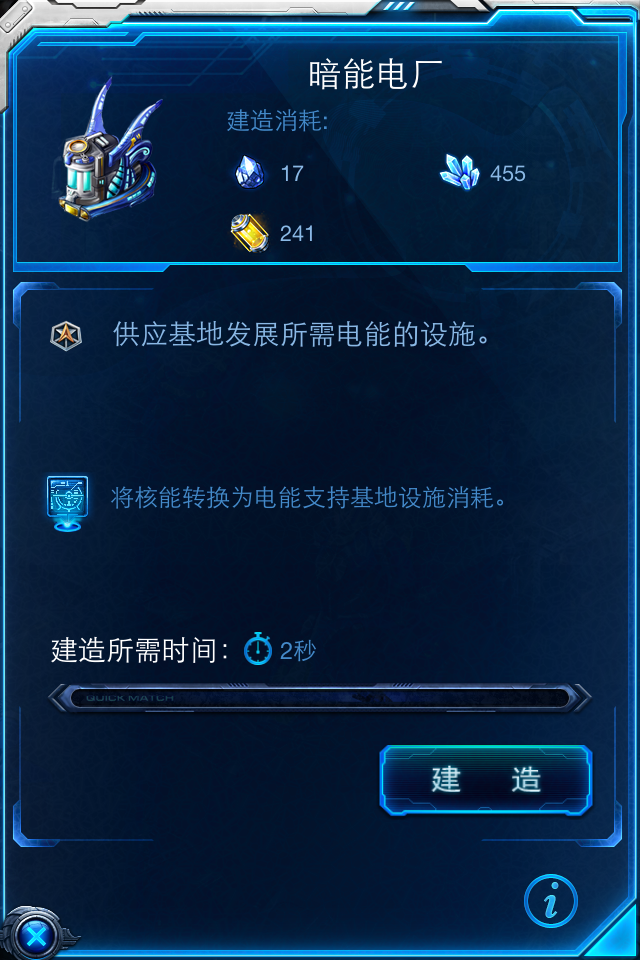 暗能电厂
建造消耗:
17 455
241
供应基地发展所需电能的设施。
将核能转换为电能支持基地设施消耗。
建造所需时间: 2秒
QUICK MATCH
建 造
i